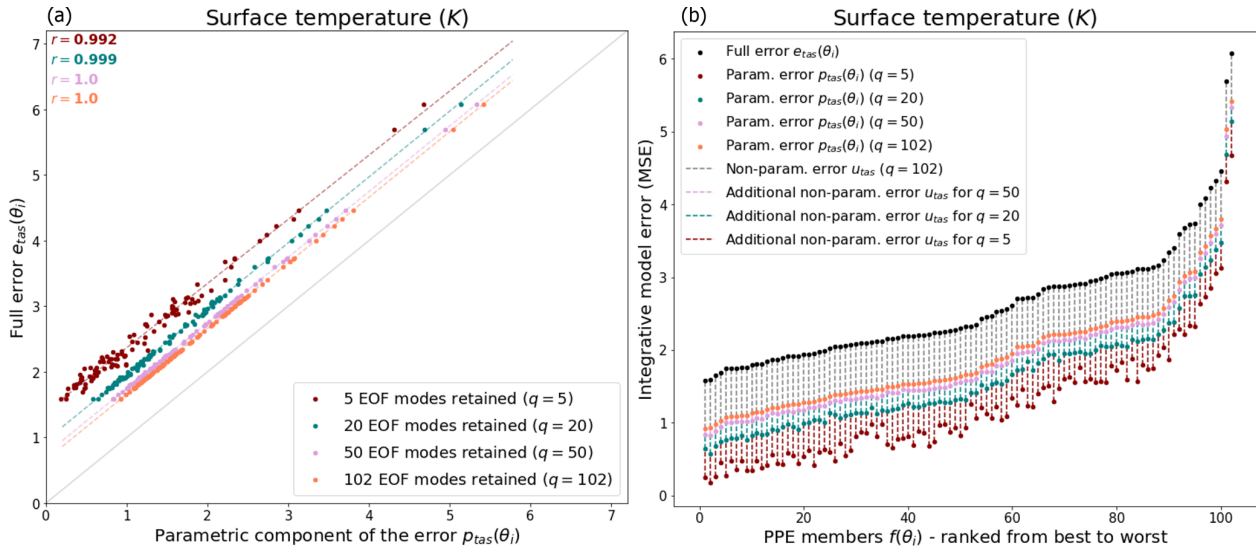 (a)
Surface temperature (K)
r = 0.992
r = 0.999
r = 1.0
r = 1.0
7
6
5
4
3
2
1
0
Full error e_tas(θ_i)
5 EOF modes retained (q = 5)
20 EOF modes retained (q = 20)
50 EOF modes retained (q = 50)
102 EOF modes retained (q = 102)
0 1 2 3 4 5 6 7
Parametric component of the error p_tas(θ_i)
(b)
Surface temperature (K)
Full error e_tas(θ_i)
Param. error p_tas(θ_i) (q = 5)
Param. error p_tas(θ_i) (q = 20)
Param. error p_tas(θ_i) (q = 50)
Param. error p_tas(θ_i) (q = 102)
Non-param. error u_tas (q = 102)
Additional non-param. error u_tas for q = 50
Additional non-param. error u_tas for q = 20
Additional non-param. error u_tas for q = 5
6
5
4
3
2
1
0
Integrative model error (MSE)
0 20 40 60 80 100
PPE members f(θ_i) - ranked from best to worst